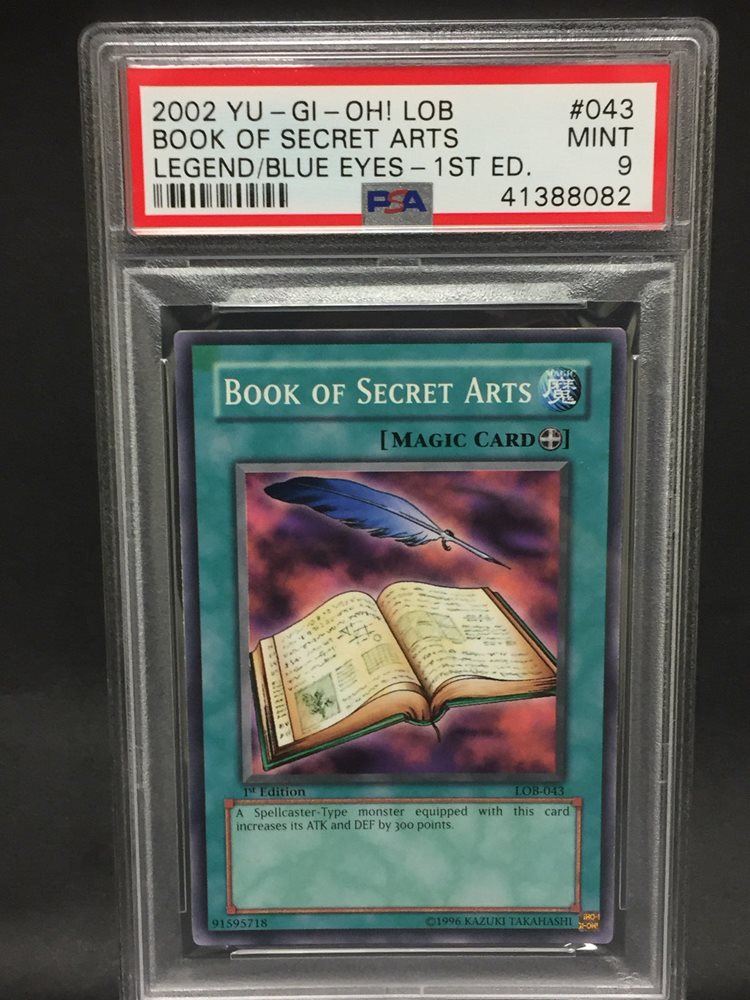 2002 YU-GI-OH! LOB #043
BOOK OF SECRET ARTS MINT
LEGEND/BLUE EYES-1ST ED. 9
PSA 41388082
BOOK OF SECRET ARTS 魔
[MAGIC CARD]
1st Edition LOB-043
A Spellcaster-Type monster equipped with this card
increases its ATK and DEF by 300 points.
91595718 ©1996 KAZUKI TAKAHASHI